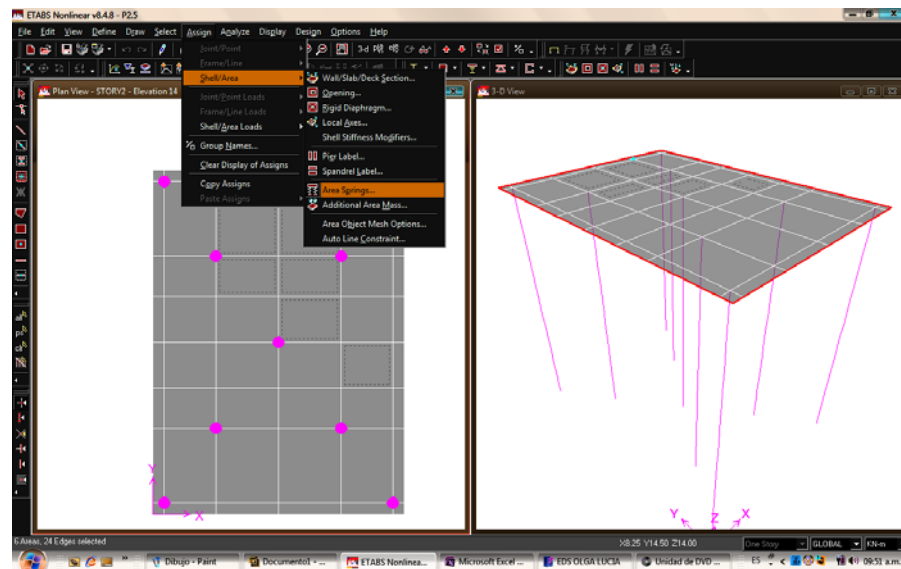 ETABS Nonlinear v8.4.8 - P2.5
File Edit View Define Draw Select Assign Analyze Display Design Options Help
3-d
Joint/Point
Frame/Line
Shell/Area
Joint/Point Loads
Frame/Line Loads
Shell/Area Loads
Group Names...
Clear Display of Assigns
Copy Assigns
Paste Assigns
Wall/Slab/Deck Section...
Opening...
Rigid Diaphragm...
Local Axes...
Shell Stiffness Modifiers...
Pier Label...
Spandrel Label...
Area Springs...
Additional Area Mass...
Area Object Mesh Options...
Auto Line Constraint...
Plan View - STORY2 - Elevation 14
3-D View
all
Y
X
Y
Z
X
6 Areas, 24 Edges selected
X8.25 Y14.50 Z14.00
One Story
GLOBAL
KN-m
Dibujo - Paint
Documento1 - ...
ETABS Nonlinea...
Microsoft Excel ...
EDS OLGA LUCIA
Unidad de DVD ...
ES
09:51 a.m.